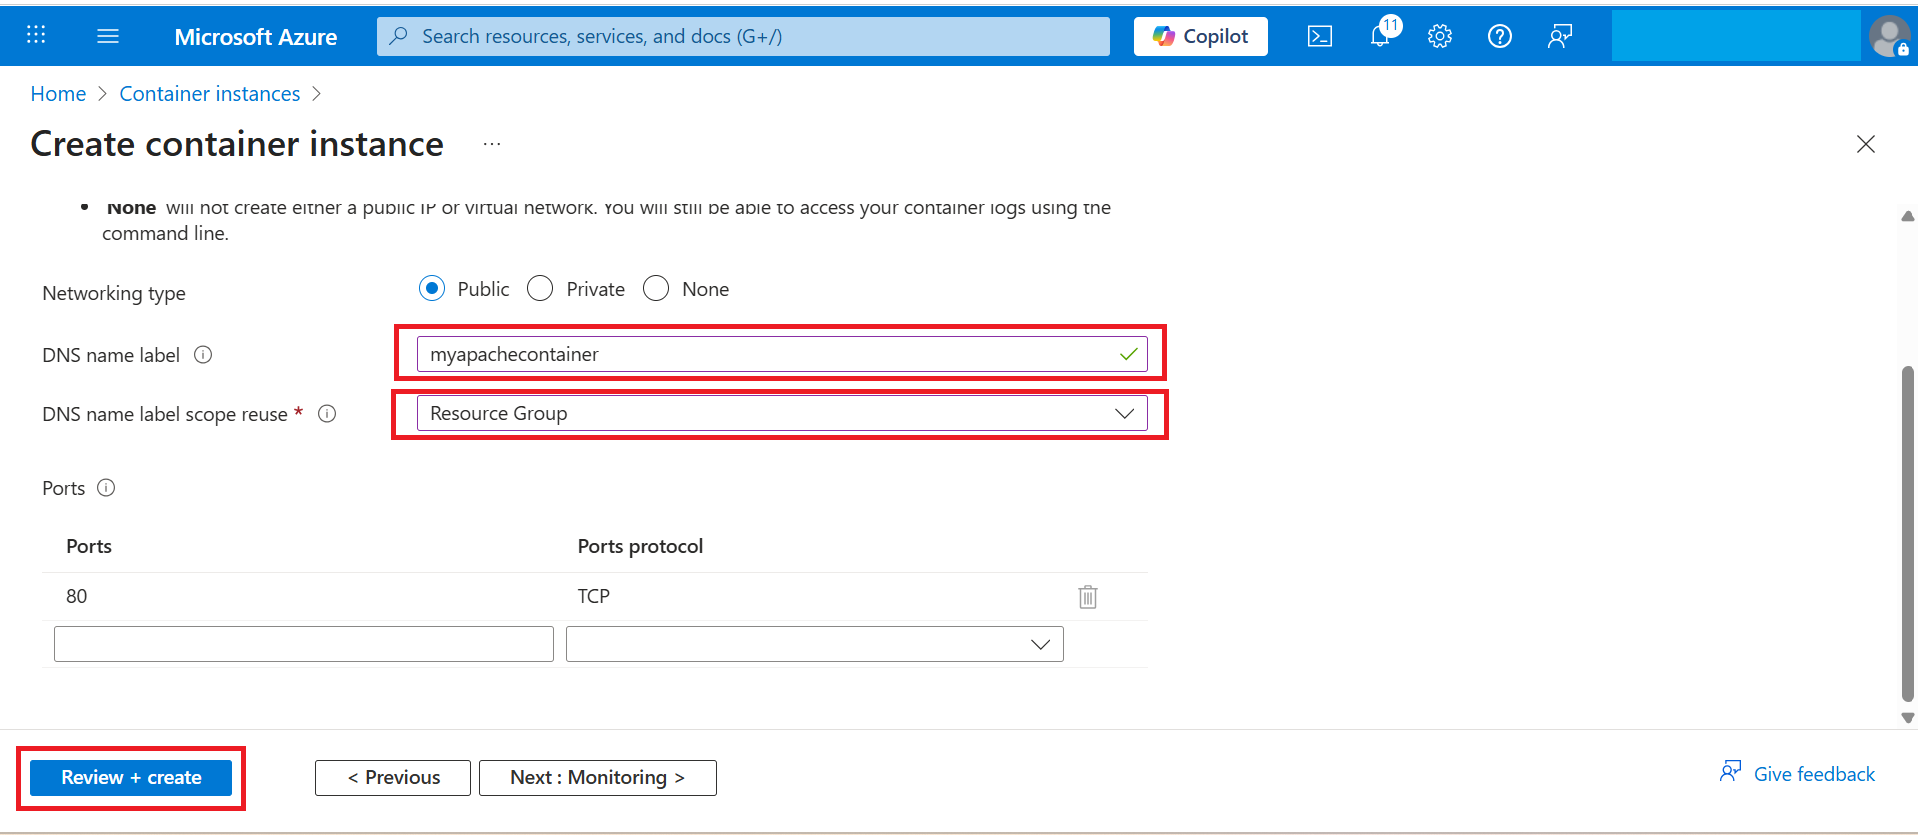 Microsoft Azure
Search resources, services, and docs (G+/)
Copilot
11
Home > Container instances >
Create container instance ...
• None will not create either a public IP or virtual network. You will still be able to access your container logs using the
command line.
Networking type
Public
Private
None
DNS name label
myapachecontainer
DNS name label scope reuse *
Resource Group
Ports
Ports
Ports protocol
80
TCP
Review + create
< Previous
Next : Monitoring >
Give feedback